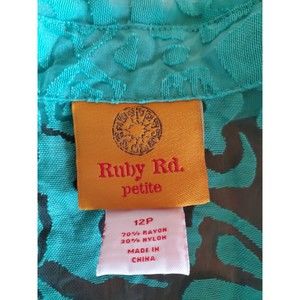 Ruby Rd.
petite
12P
70% RAYON
30% NYLON
MADE IN
CHINA